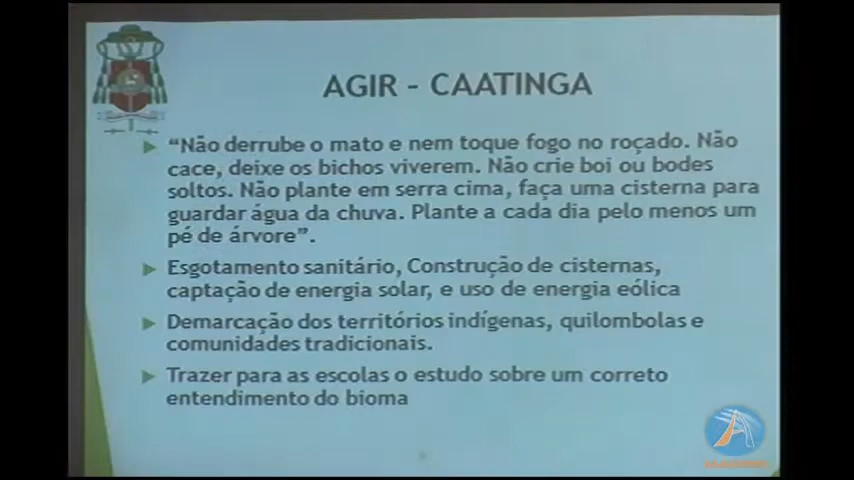 AGIR - CAATINGA
“Não derrube o mato e nem toque fogo no roçado. Não
cace, deixe os bichos viverem. Não crie boi ou bodes
soltos. Não plante em serra cima, faça uma cisterna para
guardar água da chuva. Plante a cada dia pelo menos um
pé de árvore”.
Esgotamento sanitário, Construção de cisternas,
captação de energia solar, e uso de energia eólica
Demarcação dos territórios indígenas, quilombolas e
comunidades tradicionais.
Trazer para as escolas o estudo sobre um correto
entendimento do bioma